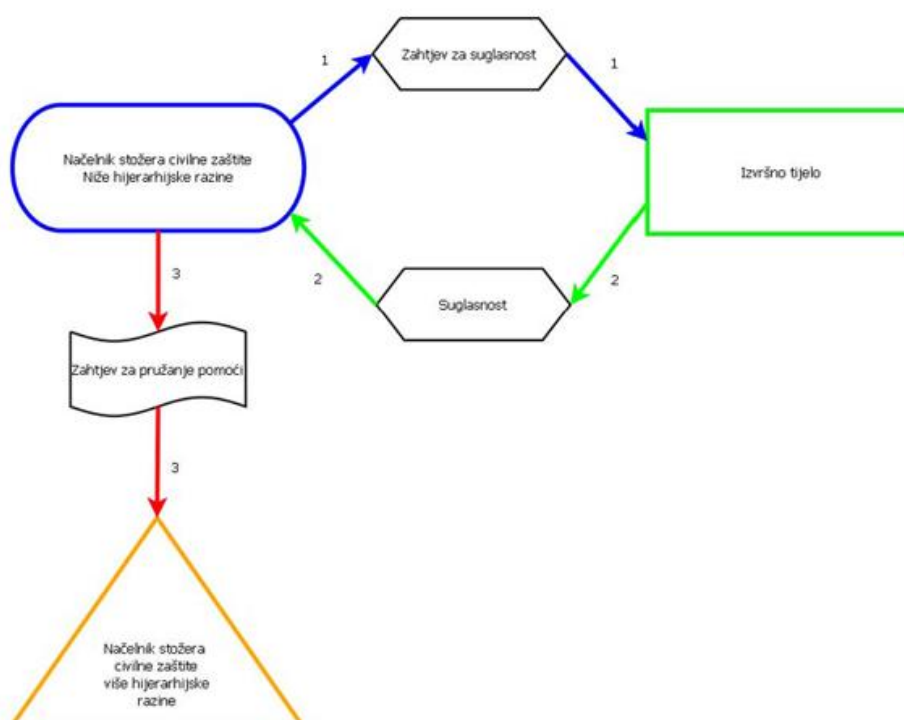 Zahtjev za suglasnost
1
1
Načelnik stožera civilne zaštite
Niže hijerarhijske razine
Izvršno tijelo
2
2
Suglasnost
3
Zahtjev za pružanje pomoći
3
Načelnik stožera
civilne zaštite
više hijerarhijske
razine